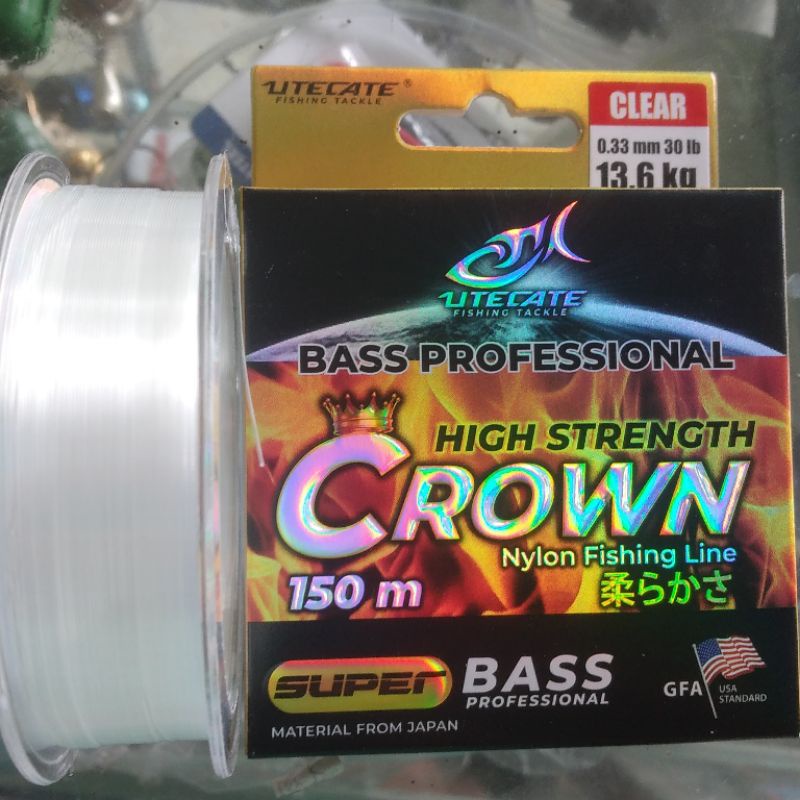 UTECATE®
FISHING TACKLE
CLEAR
0.33 mm 30 lb
13.6 kg
UTECATE
FISHING TACKLE
BASS PROFESSIONAL
HIGH STRENGTH
CROWN
Nylon Fishing Line
150 m
柔らかさ
SUPER
BASS
PROFESSIONAL
GFA
USA
STANDARD
MATERIAL FROM JAPAN